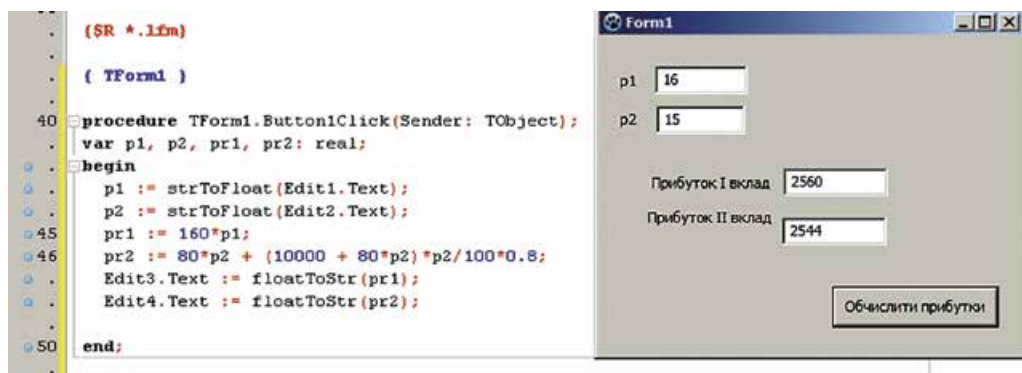 {$R *.lfm}
{ TForm1 }
40 procedure TForm1.Button1Click(Sender: TObject);
var p1, p2, pr1, pr2: real;
begin
p1 := strToFloat(Edit1.Text);
p2 := strToFloat(Edit2.Text);
45 pr1 := 160*p1;
46 pr2 := 80*p2 + (10000 + 80*p2)*p2/100*0.8;
Edit3.Text := floatToStr(pr1);
Edit4.Text := floatToStr(pr2);
50 end;
Form1
p1 16
p2 15
Прибуток I вклад 2560
Прибуток II вклад 2544
Обчислити прибутки